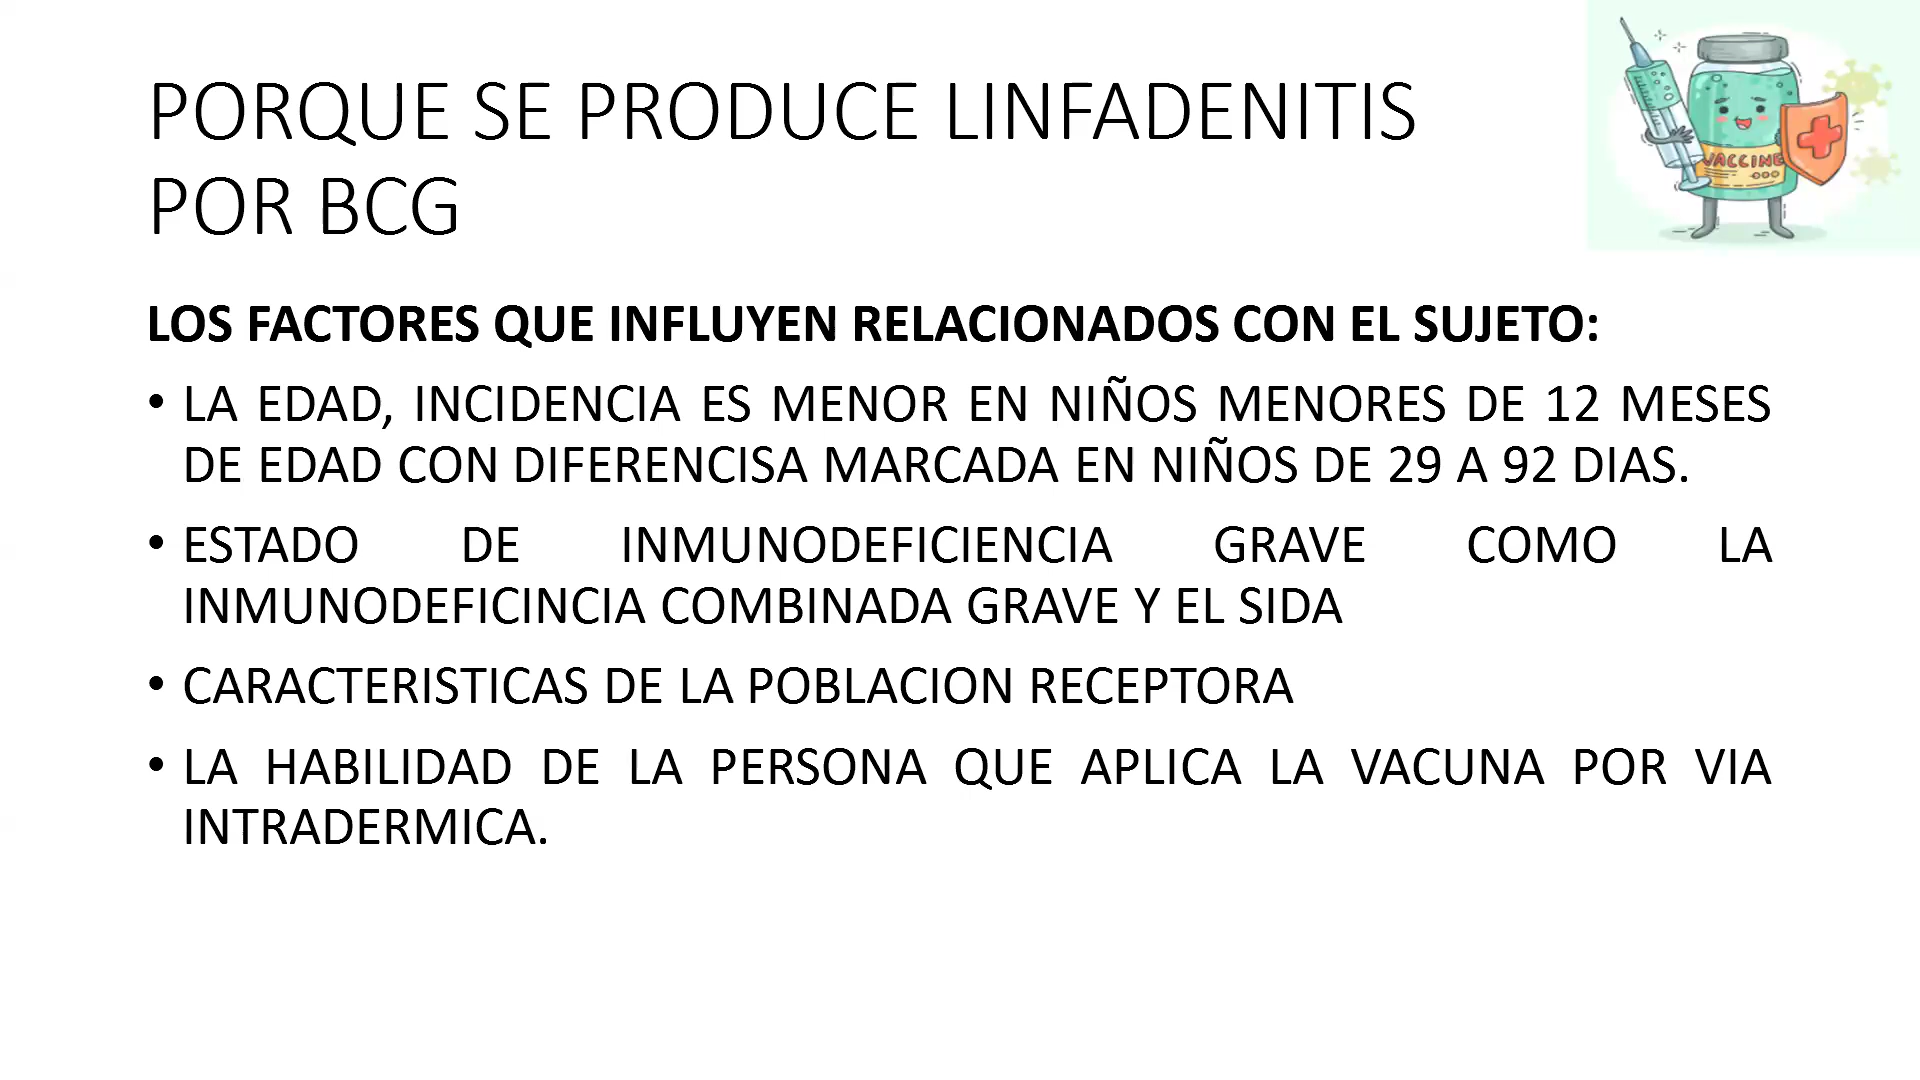 PORQUE SE PRODUCE LINFADENITIS
POR BCG
VACCINE
LOS FACTORES QUE INFLUYEN RELACIONADOS CON EL SUJETO:
• LA EDAD, INCIDENCIA ES MENOR EN NIÑOS MENORES DE 12 MESES
DE EDAD CON DIFERENCISA MARCADA EN NIÑOS DE 29 A 92 DIAS.
• ESTADO DE INMUNODEFICIENCIA GRAVE COMO LA
INMUNODEFICINCIA COMBINADA GRAVE Y EL SIDA
• CARACTERISTICAS DE LA POBLACION RECEPTORA
• LA HABILIDAD DE LA PERSONA QUE APLICA LA VACUNA POR VIA
INTRADERMICA.